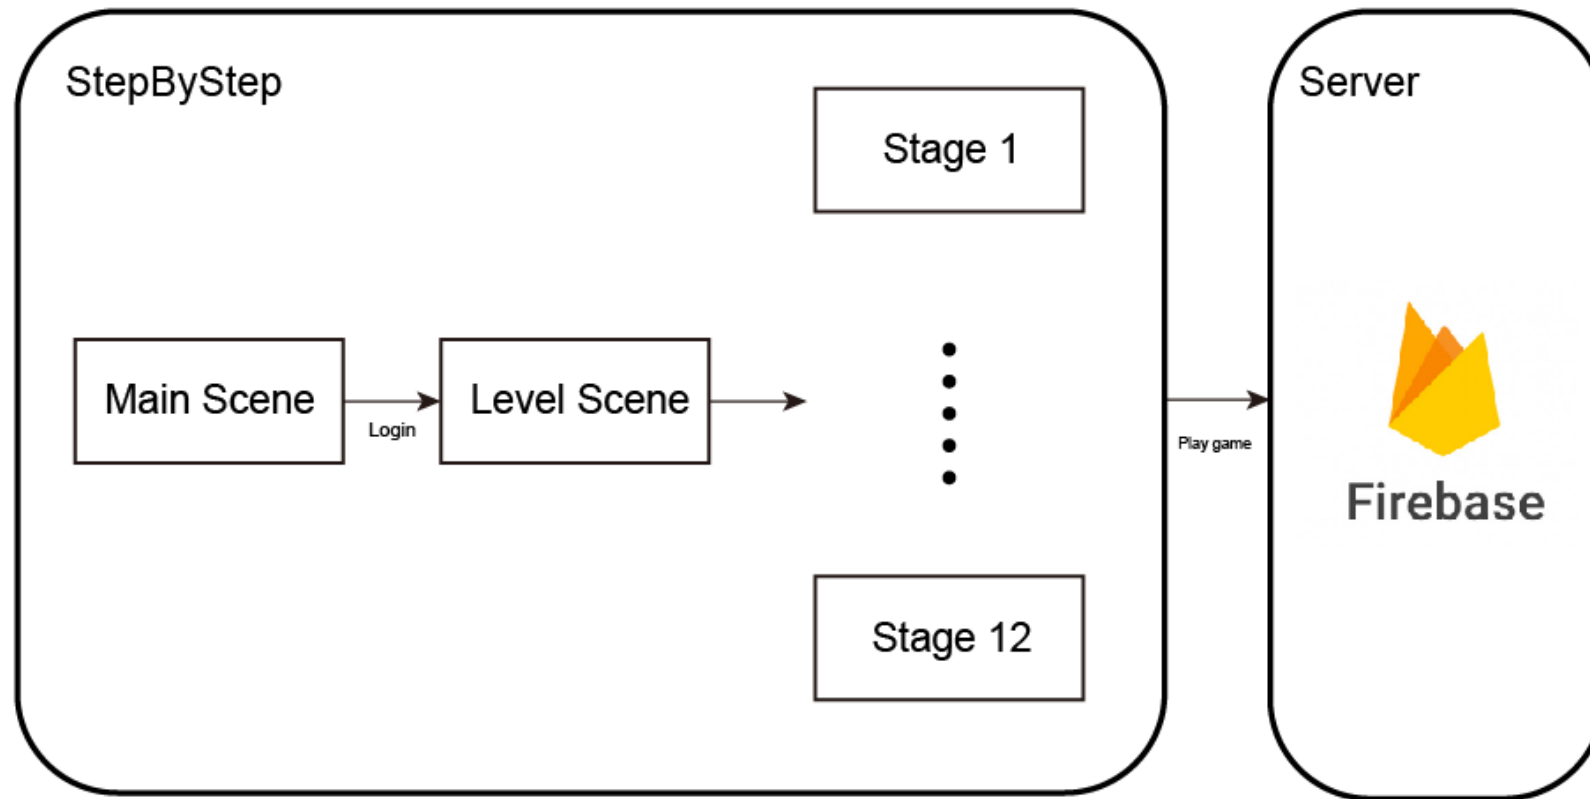 StepByStep
Server
Stage 1
Main Scene
Login
Level Scene
Play game
Firebase
Stage 12